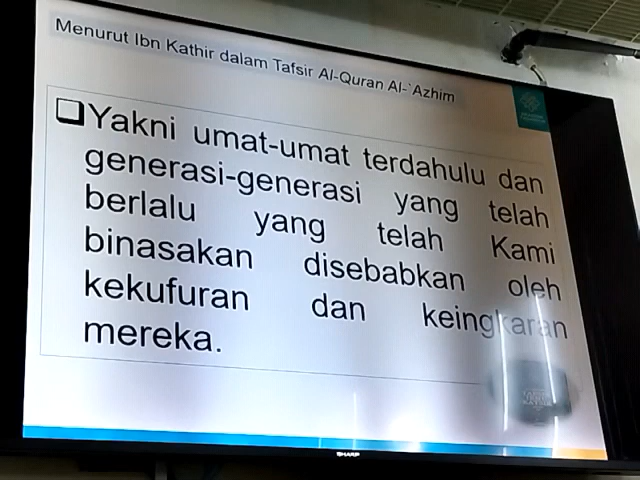 Menurut Ibn Kathir dalam Tafsir Al-Quran Al-`Azhim
❑Yakni umat-umat terdahulu dan
generasi-generasi yang telah
berlalu yang telah Kami
binasakan disebabkan oleh
kekufuran dan keingkaran
mereka.
SHARP